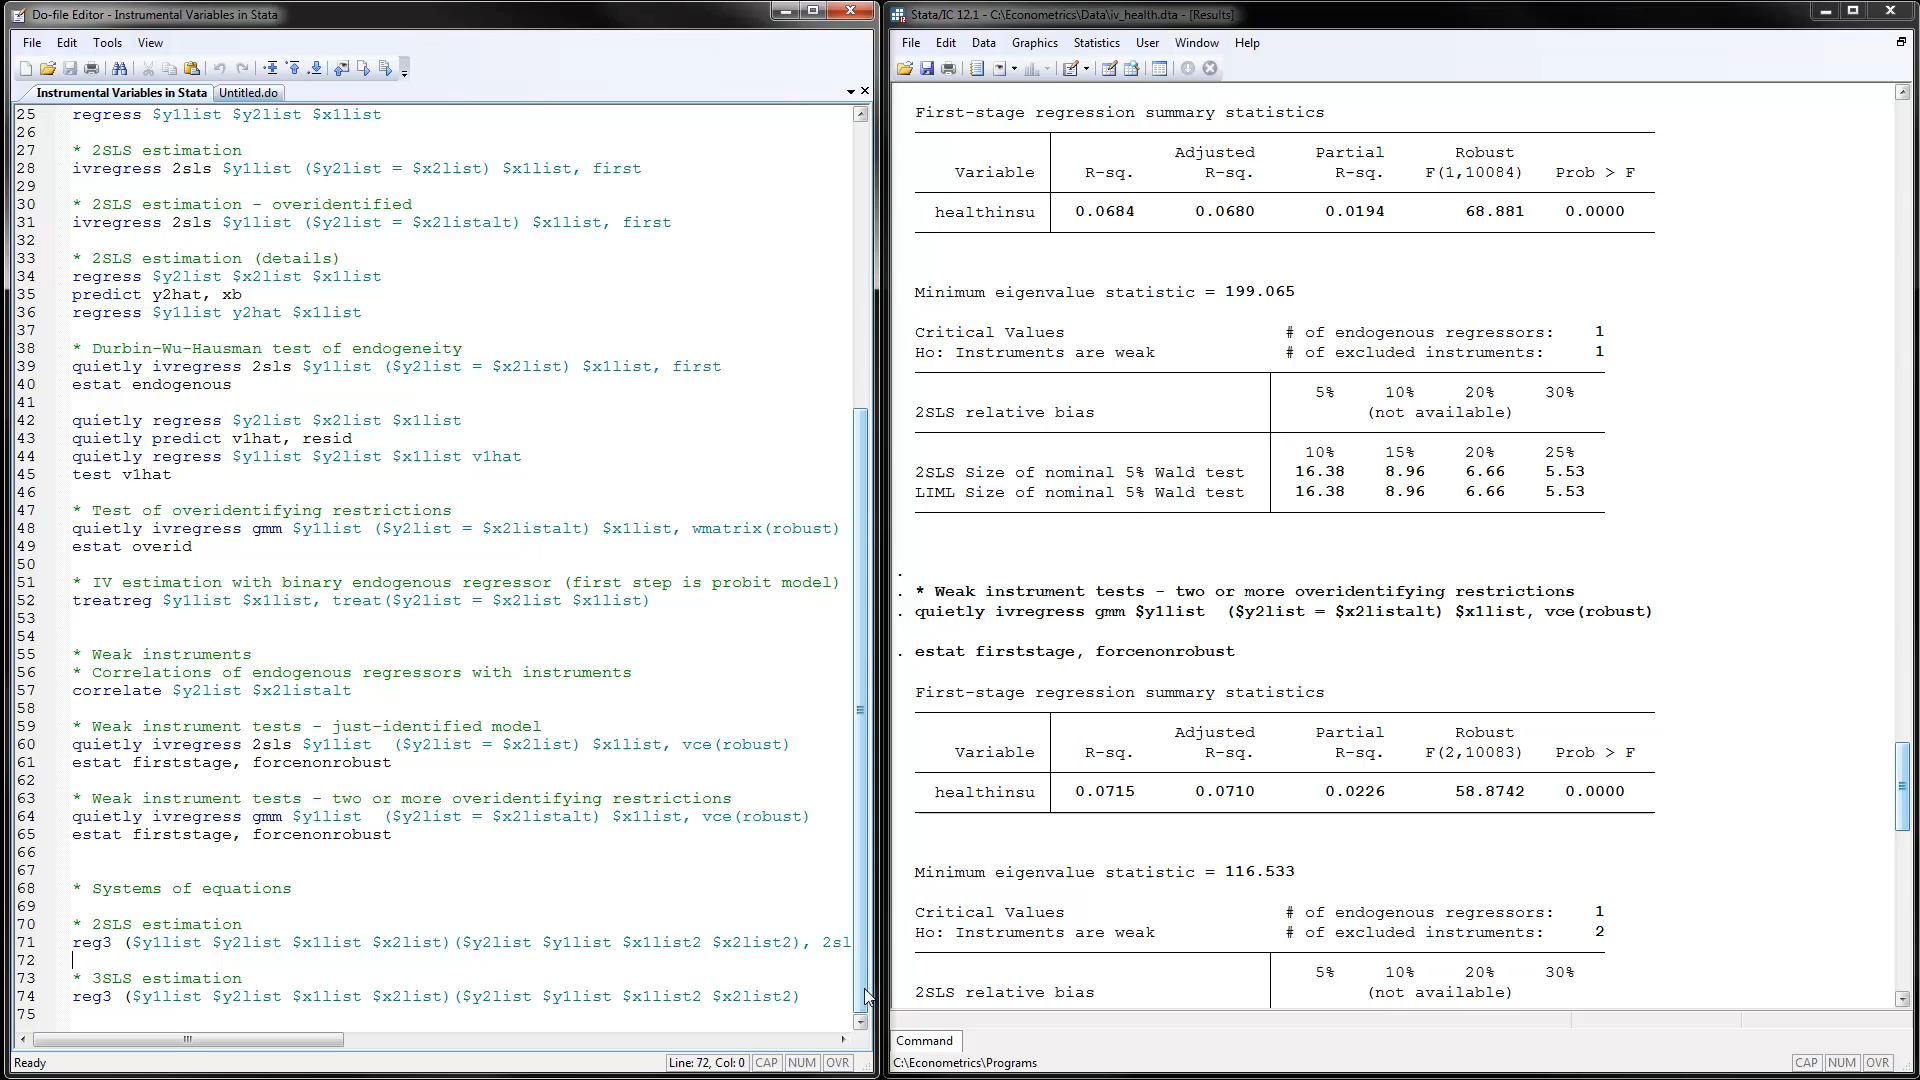 Do-file Editor - Instrumental Variables in Stata
File Edit Tools View
Instrumental Variables in Stata Untitled.do
25 regress $y1list $y2list $x1list
26
27 * 2SLS estimation
28 ivregress 2sls $y1list ($y2list = $x2list) $x1list, first
29
30 * 2SLS estimation - overidentified
31 ivregress 2sls $y1list ($y2list = $x2listalt) $x1list, first
32
33 * 2SLS estimation (details)
34 regress $y2list $x2list $x1list
35 predict y2hat, xb
36 regress $y1list y2hat $x1list
37
38 * Durbin-Wu-Hausman test of endogeneity
39 quietly ivregress 2sls $y1list ($y2list = $x2list) $x1list, first
40 estat endogenous
41
42 quietly regress $y2list $x2list $x1list
43 quietly predict v1hat, resid
44 quietly regress $y1list $y2list $x1list v1hat
45 test v1hat
46
47 * Test of overidentifying restrictions
48 quietly ivregress gmm $y1list ($y2list = $x2listalt) $x1list, wmatrix(robust)
49 estat overid
50
51 * IV estimation with binary endogenous regressor (first step is probit model)
52 treatreg $y1list $x1list, treat($y2list = $x2list $x1list)
53
54
55 * Weak instruments
56 * Correlations of endogenous regressors with instruments
57 correlate $y2list $x2listalt
58
59 * Weak instrument tests - just-identified model
60 quietly ivregress 2sls $y1list  ($y2list = $x2list) $x1list, vce(robust)
61 estat firststage, forcenonrobust
62
63 * Weak instrument tests - two or more overidentifying restrictions
64 quietly ivregress gmm $y1list  ($y2list = $x2listalt) $x1list, vce(robust)
65 estat firststage, forcenonrobust
66
67
68 * Systems of equations
69
70 * 2SLS estimation
71 reg3 ($y1list $y2list $x1list $x2list)($y2list $y1list $x1list2 $x2list2), 2sl
72
73 * 3SLS estimation
74 reg3 ($y1list $y2list $x1list $x2list)($y2list $y1list $x1list2 $x2list2)
75
Ready Line: 72, Col: 0 CAP NUM OVR
Stata/IC 12.1 - C:\Econometrics\Data\iv_health.dta - [Results]
File Edit Data Graphics Statistics User Window Help
First-stage regression summary statistics
Adjusted Partial Robust
Variable R-sq. R-sq. R-sq. F(1,10084) Prob > F
healthinsu 0.0684 0.0680 0.0194 68.881 0.0000
Minimum eigenvalue statistic = 199.065
Critical Values # of endogenous regressors: 1
Ho: Instruments are weak # of excluded instruments: 1
5% 10% 20% 30%
2SLS relative bias (not available)
10% 15% 20% 25%
2SLS Size of nominal 5% Wald test 16.38 8.96 6.66 5.53
LIML Size of nominal 5% Wald test 16.38 8.96 6.66 5.53
.
. * Weak instrument tests - two or more overidentifying restrictions
. quietly ivregress gmm $y1list  ($y2list = $x2listalt) $x1list, vce(robust)
. estat firststage, forcenonrobust
First-stage regression summary statistics
Adjusted Partial Robust
Variable R-sq. R-sq. R-sq. F(2,10083) Prob > F
healthinsu 0.0715 0.0710 0.0226 58.8742 0.0000
Minimum eigenvalue statistic = 116.533
Critical Values # of endogenous regressors: 1
Ho: Instruments are weak # of excluded instruments: 2
5% 10% 20% 30%
2SLS relative bias (not available)
Command
C:\Econometrics\Programs CAP NUM OVR